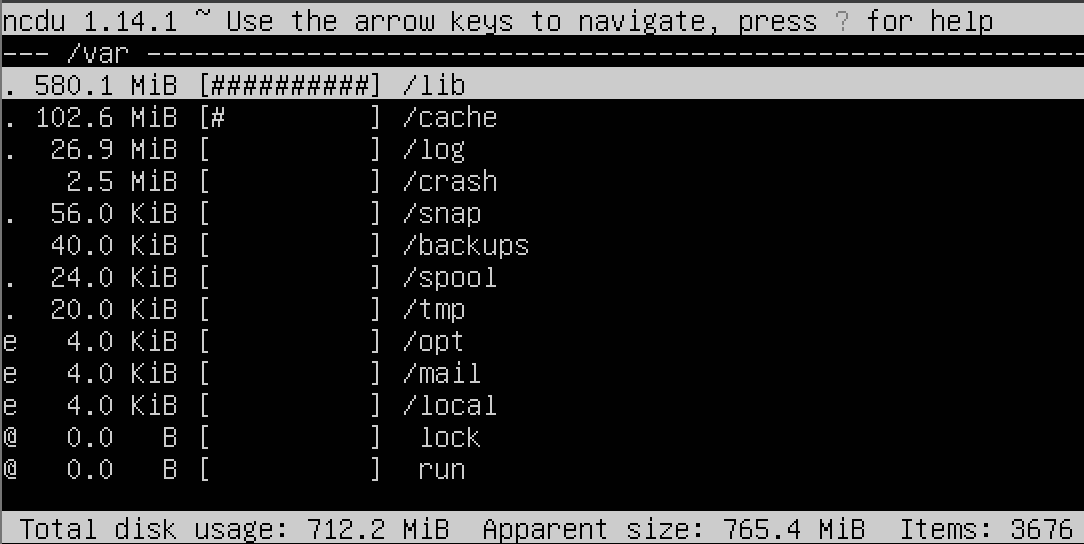 ncdu 1.14.1 ~ Use the arrow keys to navigate, press ? for help
--- /var -----------------------------------------------------------
. 580.1 MiB [##########] /lib
. 102.6 MiB [#         ] /cache
.  26.9 MiB [          ] /log
    2.5 MiB [          ] /crash
.  56.0 KiB [          ] /snap
   40.0 KiB [          ] /backups
.  24.0 KiB [          ] /spool
.  20.0 KiB [          ] /tmp
e   4.0 KiB [          ] /opt
e   4.0 KiB [          ] /mail
e   4.0 KiB [          ] /local
@   0.0   B [          ]  lock
@   0.0   B [          ]  run
Total disk usage: 712.2 MiB  Apparent size: 765.4 MiB  Items: 3676